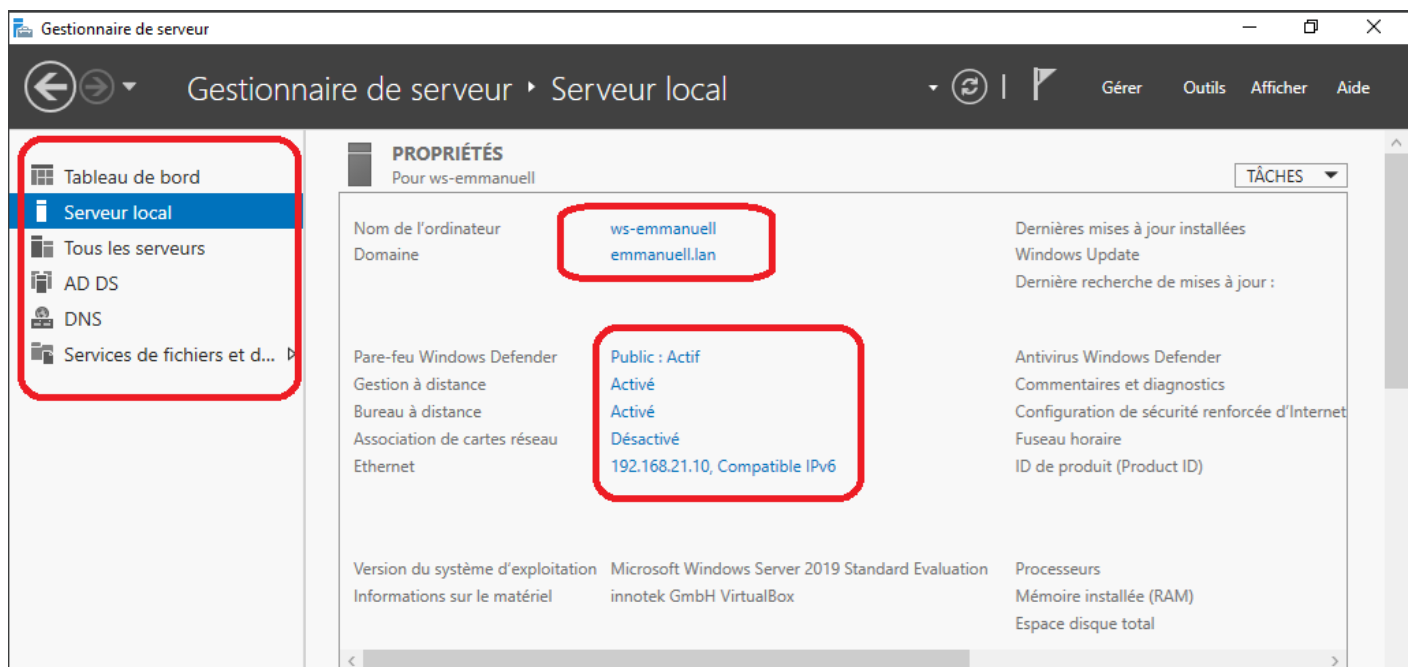 Gestionnaire de serveur
Gestionnaire de serveur ‣ Serveur local
Gérer Outils Afficher Aide
Tableau de bord
Serveur local
Tous les serveurs
AD DS
DNS
Services de fichiers et d...
PROPRIÉTÉS
Pour ws-emmanuell
TÂCHES
Nom de l'ordinateur ws-emmanuell Dernières mises à jour installées
Domaine emmanuell.lan Windows Update
Dernière recherche de mises à jour :
Pare-feu Windows Defender Public : Actif Antivirus Windows Defender
Gestion à distance Activé Commentaires et diagnostics
Bureau à distance Activé Configuration de sécurité renforcée d'Internet
Association de cartes réseau Désactivé Fuseau horaire
Ethernet 192.168.21.10, Compatible IPv6 ID de produit (Product ID)
Version du système d'exploitation Microsoft Windows Server 2019 Standard Evaluation Processeurs
Informations sur le matériel innotek GmbH VirtualBox Mémoire installée (RAM)
Espace disque total